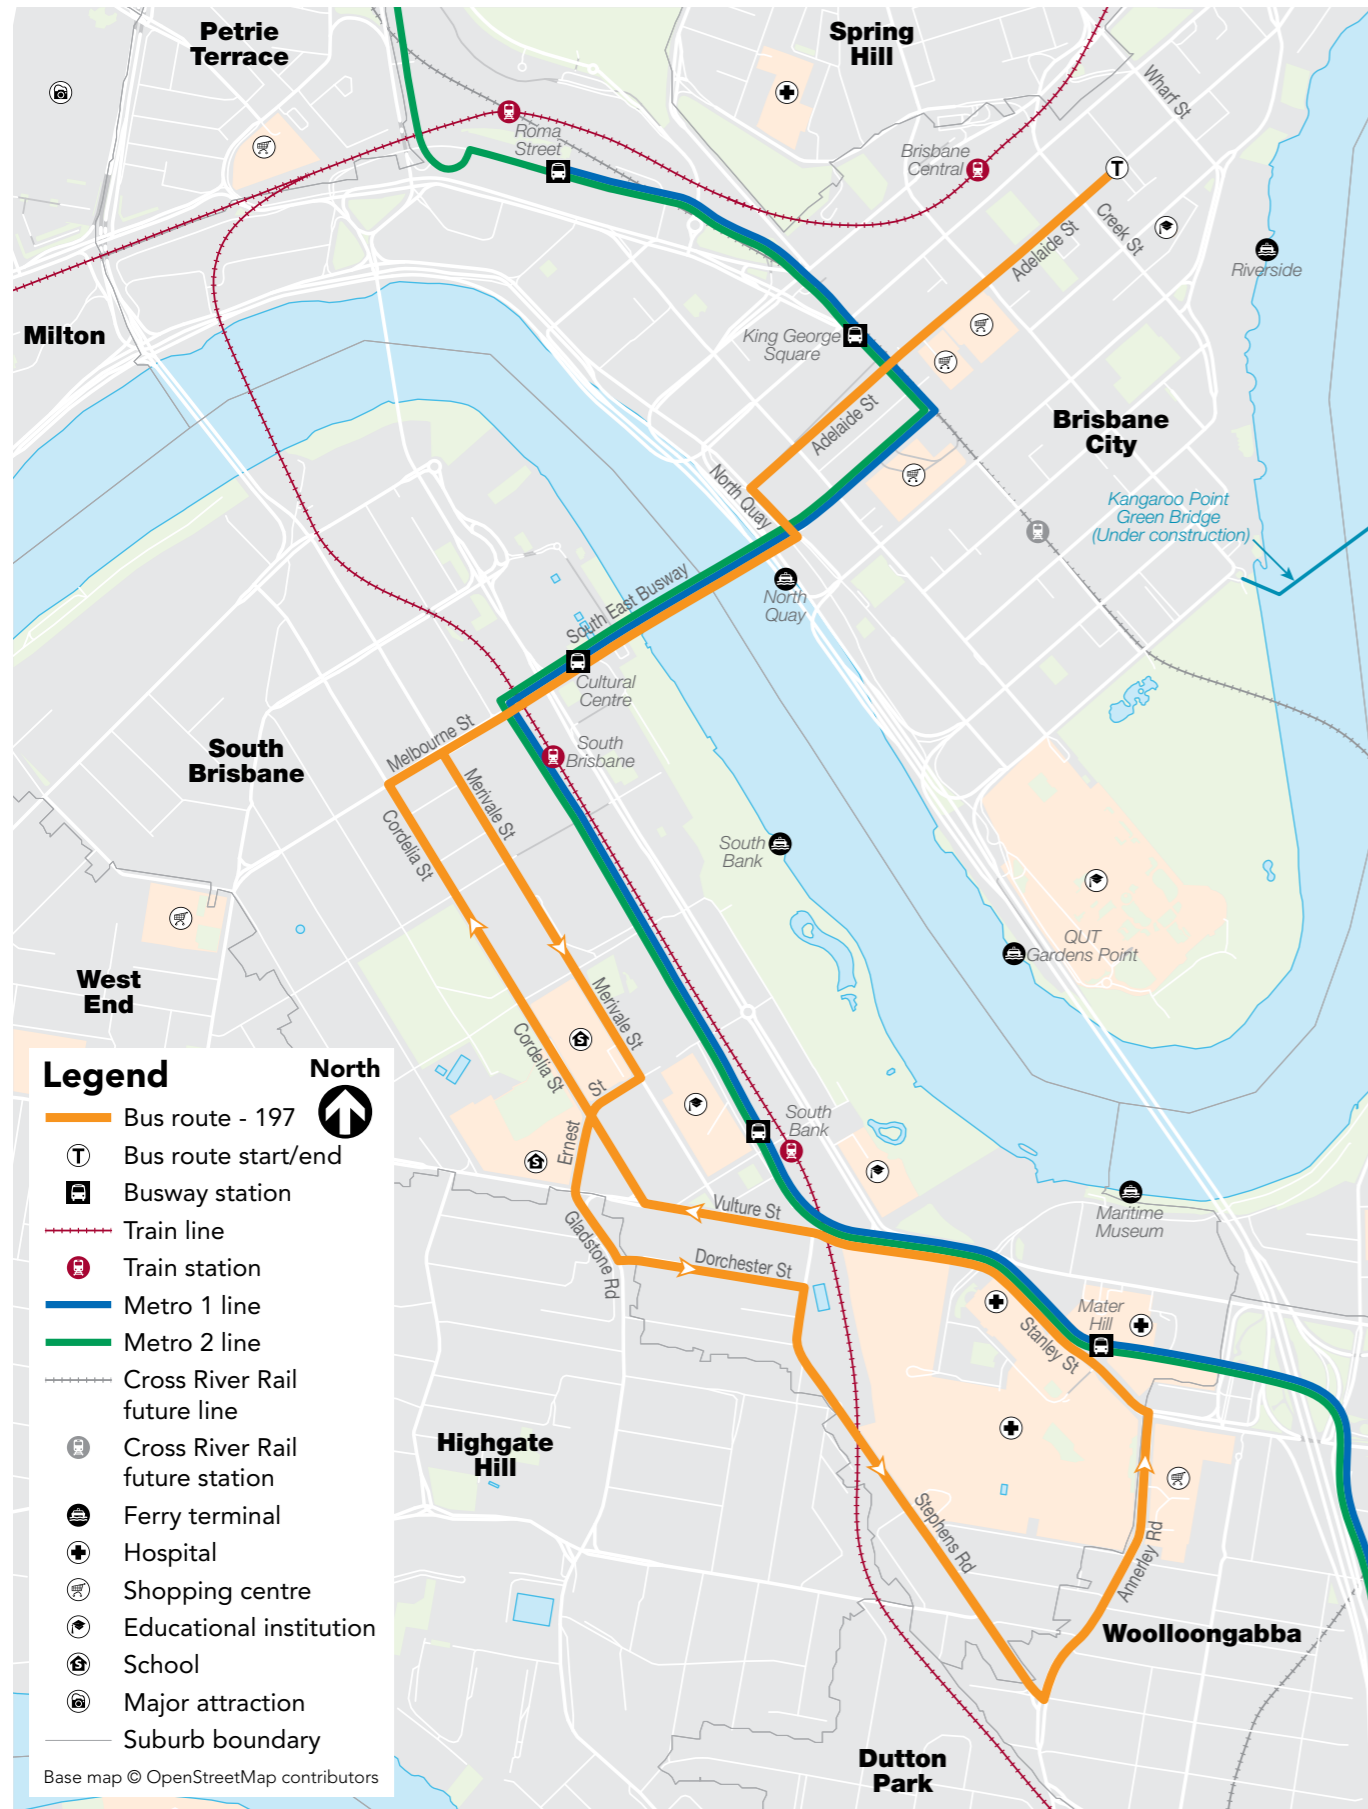 Petrie
Terrace
Spring
Hill
Wharf St
Roma
Street
Brisbane
Central
T
Creek St
Adelaide St
Riverside
Milton
King George
Square
Adelaide St
Brisbane
City
North Quay
Kangaroo Point
Green Bridge
(Under construction)
South East Busway
North
Quay
Cultural
Centre
Melbourne St
South
Brisbane
South
Brisbane
Merivale St
Cordelia St
South
Bank
QUT
Gardens Point
West
End
Merivale St
Cordelia St
Ernest St
South
Bank
Vulture St
Maritime
Museum
Gladstone Rd
Dorchester St
Mater
Hill
Stanley St
Highgate
Hill
Stephens Rd
Annerley Rd
Woolloongabba
Dutton
Park
Legend
North
Bus route - 197
T
Bus route start/end
Busway station
Train line
Train station
Metro 1 line
Metro 2 line
Cross River Rail
future line
Cross River Rail
future station
Ferry terminal
Hospital
Shopping centre
Educational institution
School
Major attraction
Suburb boundary
Base map © OpenStreetMap contributors